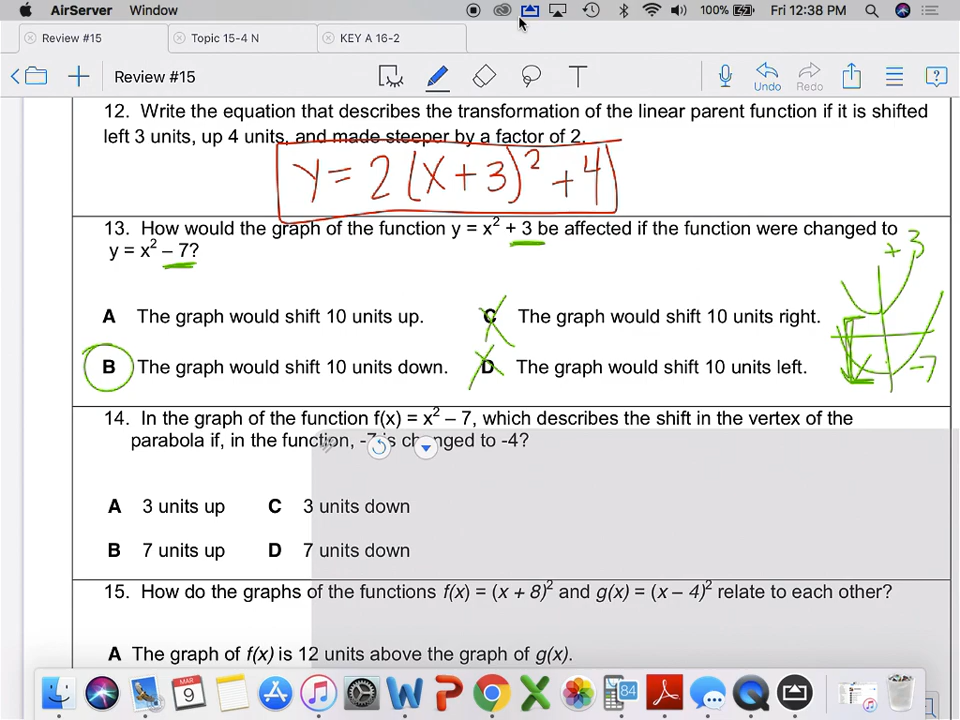 AirServer Window 100% Fri 12:38 PM
Review #15 Topic 15-4 N KEY A 16-2
Review #15 T Undo Redo ?
12. Write the equation that describes the transformation of the linear parent function if it is shifted
left 3 units, up 4 units, and made steeper by a factor of 2.
y = 2 (x + 3)² + 4
13. How would the graph of the function y = x² + 3 be affected if the function were changed to
y = x² – 7?
+ 3
A The graph would shift 10 units up. C The graph would shift 10 units right.
B The graph would shift 10 units down. D The graph would shift 10 units left.
-7
14. In the graph of the function f(x) = x² – 7, which describes the shift in the vertex of the
parabola if, in the function, -7 is changed to -4?
A 3 units up C 3 units down
B 7 units up D 7 units down
15. How do the graphs of the functions f(x) = (x + 8)² and g(x) = (x – 4)² relate to each other?
A The graph of f(x) is 12 units above the graph of g(x).
MAR 9 84